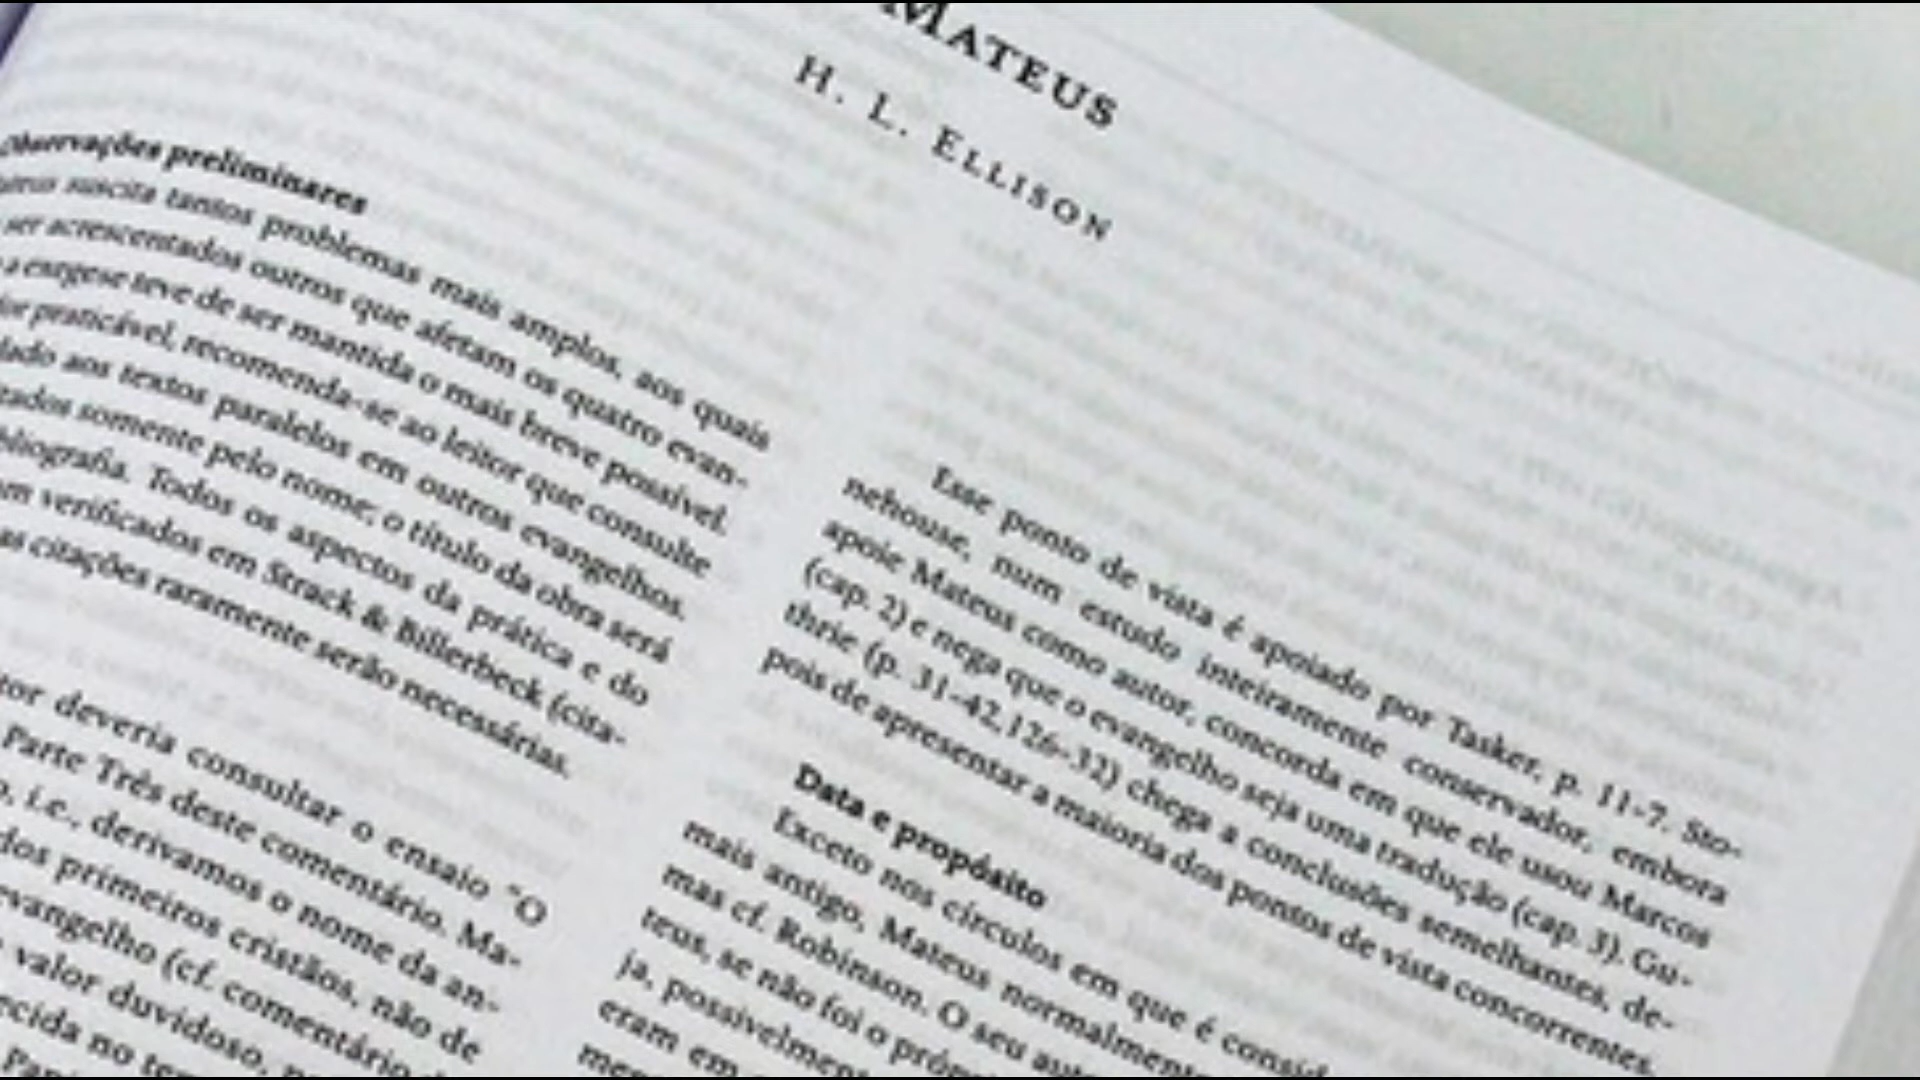 MATEUS
H. L. ELLISON
Observações preliminares
suscita tantos problemas mais amplos, aos quais
ser acrescentados outros que afetam os quatro evan-
a exegese teve de ser mantida o mais breve possível.
praticável, recomenda-se ao leitor que consulte
aos textos paralelos em outros evangelhos.
somente pelo nome; o título da obra será
Todos os aspectos da prática e do
verificados em Strack & Billerbeck (cita-
as citações raramente serão necessárias.
deveria consultar o ensaio "O
Parte Três deste comentário. Ma-
i.e., derivamos o nome da an-
dos primeiros cristãos, não de
evangelho (cf. comentário
valor duvidoso,
no
Esse ponto de vista é apoiado por Tasker, p. 11-7. Sto-
nehouse, num estudo inteiramente conservador, embora
apoie Mateus como autor, concorda em que ele usou Marcos
(cap. 2) e nega que o evangelho seja uma tradução (cap. 3). Gu-
thrie (p. 31-42,126-32) chega a conclusões semelhantes, de-
pois de apresentar a maioria dos pontos de vista concorrentes.
Data e propósito
Exceto nos círculos em que é
mais antigo, Mateus normalmente
mas cf. Robinson. O seu
teus, se não foi o
ja,
eram em